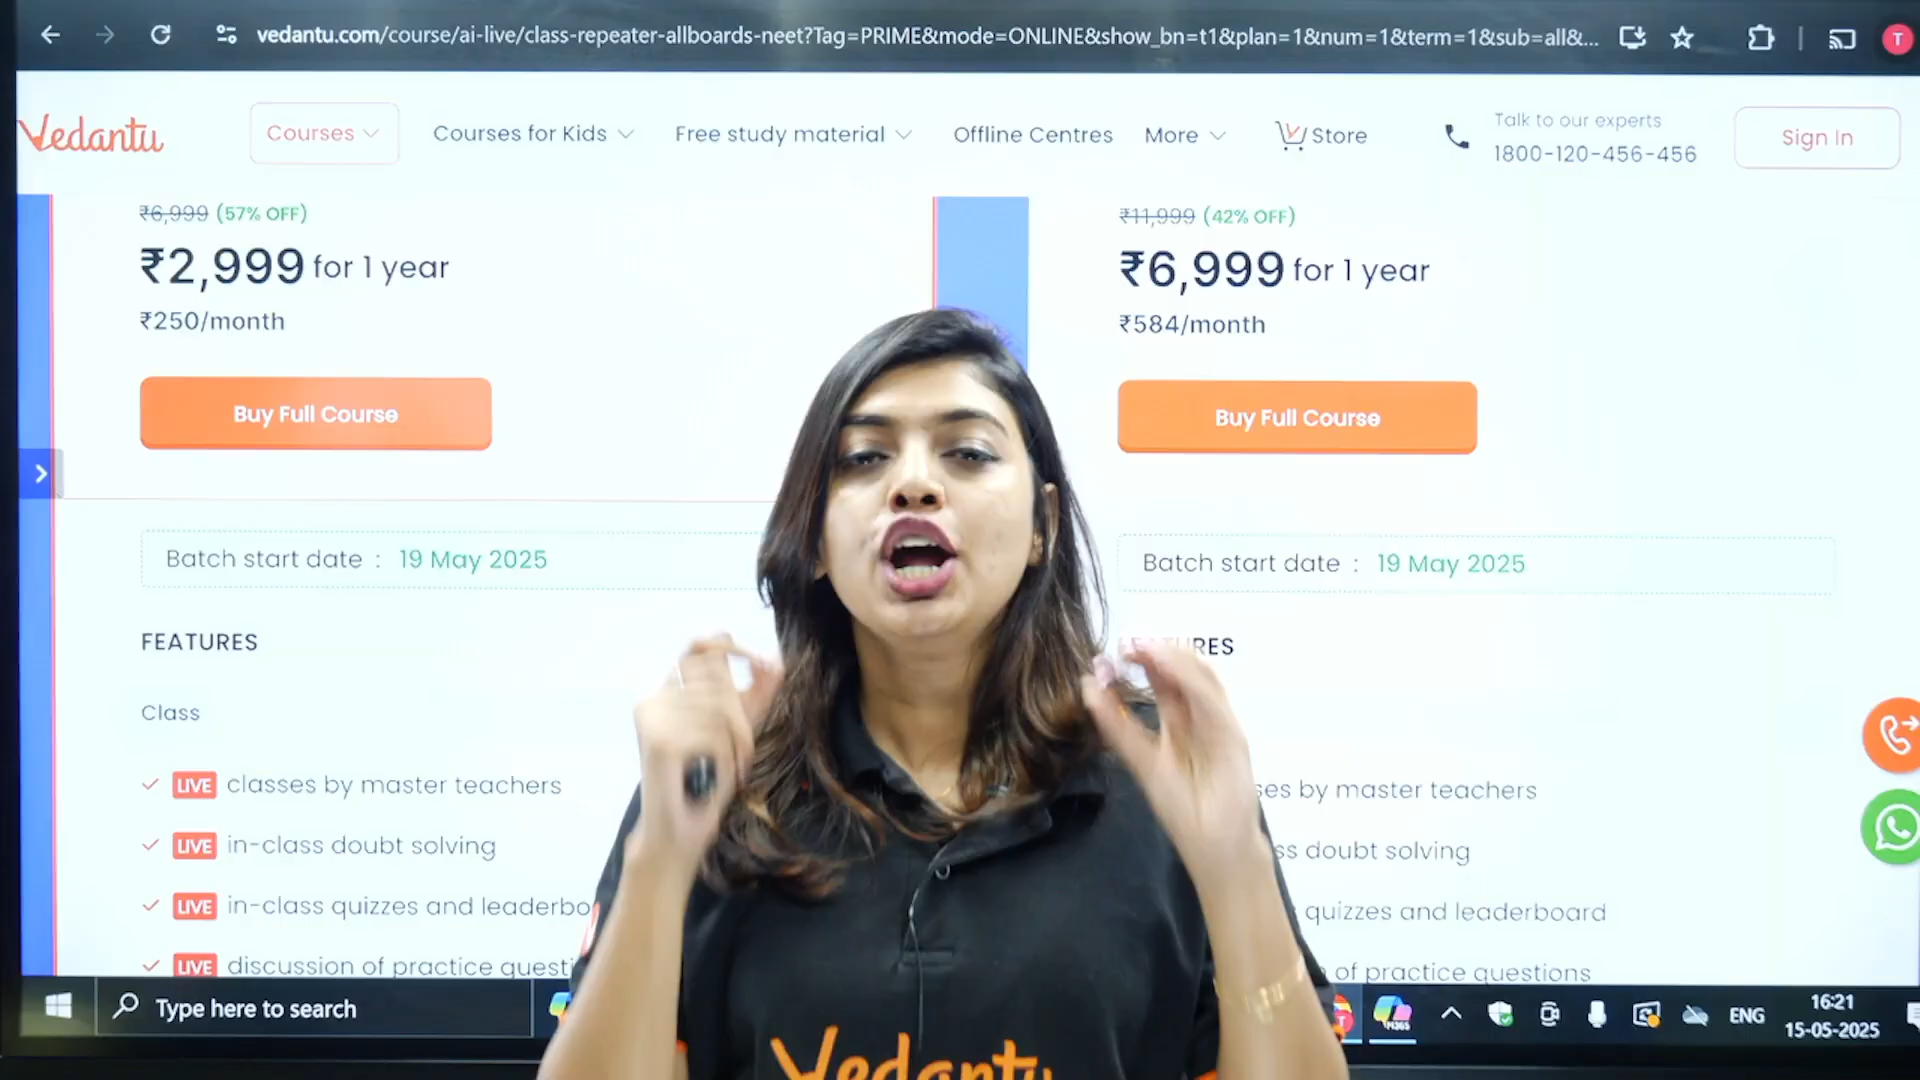 vedantu.com/course/ai-live/class-repeater-allboards-neet?Tag=PRIME&mode=ONLINE&show_bn=t1&plan=1&num=1&term=1&sub=all&...
T
Vedantu
Courses
Courses for Kids
Free study material
Offline Centres
More
Store
Talk to our experts
1800-120-456-456
Sign In
₹6,999 (57% OFF)
₹2,999 for 1 year
₹250/month
Buy Full Course
Batch start date : 19 May 2025
FEATURES
Class
LIVE classes by master teachers
LIVE in-class doubt solving
LIVE in-class quizzes and leaderbo
LIVE discussion of practice questi
₹11,999 (42% OFF)
₹6,999 for 1 year
₹584/month
Buy Full Course
Batch start date : 19 May 2025
RES
ses by master teachers
ss doubt solving
quizzes and leaderboard
of practice questions
Type here to search
T
M365
ENG
16:21
15-05-2025
Vedantu